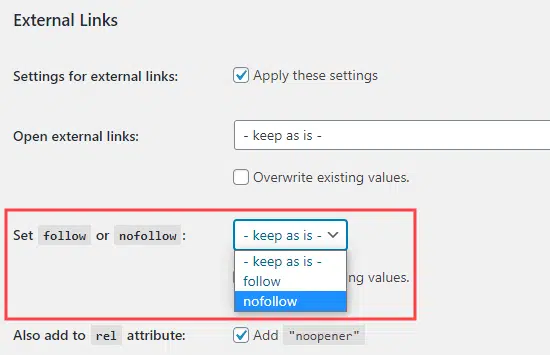 External Links
Settings for external links: Apply these settings
Open external links: - keep as is -
Overwrite existing values.
Set follow or nofollow : - keep as is -
- keep as is -
follow
ng values.
nofollow
Also add to rel attribute: Add "noopener"